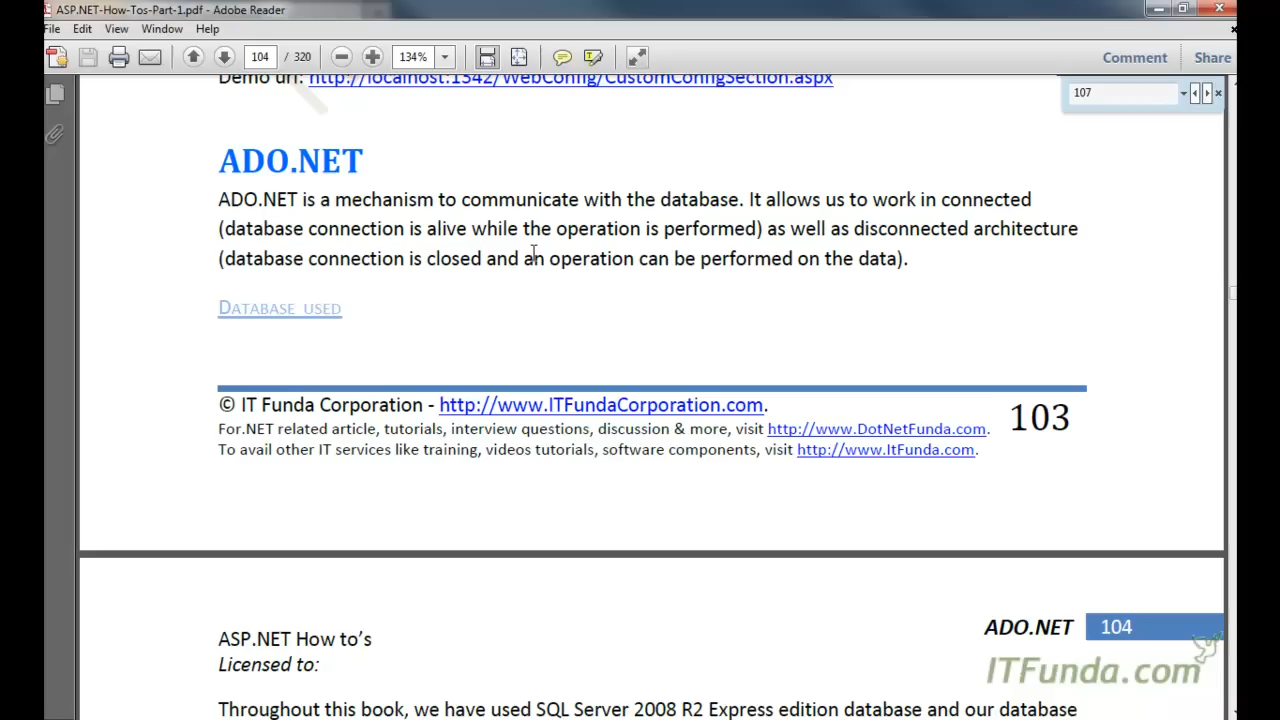 ASP.NET-How-Tos-Part-1.pdf - Adobe Reader
File Edit View Window Help
104 / 320 134% Comment Share
Demo url: http://localhost:1542/WebConfig/CustomConfigSection.aspx
107
ADO.NET
ADO.NET is a mechanism to communicate with the database. It allows us to work in connected
(database connection is alive while the operation is performed) as well as disconnected architecture
(database connection is closed and an operation can be performed on the data).
DATABASE USED
© IT Funda Corporation - http://www.ITFundaCorporation.com.
103
For.NET related article, tutorials, interview questions, discussion & more, visit http://www.DotNetFunda.com.
To avail other IT services like training, videos tutorials, software components, visit http://www.ItFunda.com.
ADO.NET 104
ASP.NET How to’s
Licensed to:
ITFunda.com
Throughout this book, we have used SQL Server 2008 R2 Express edition database and our database